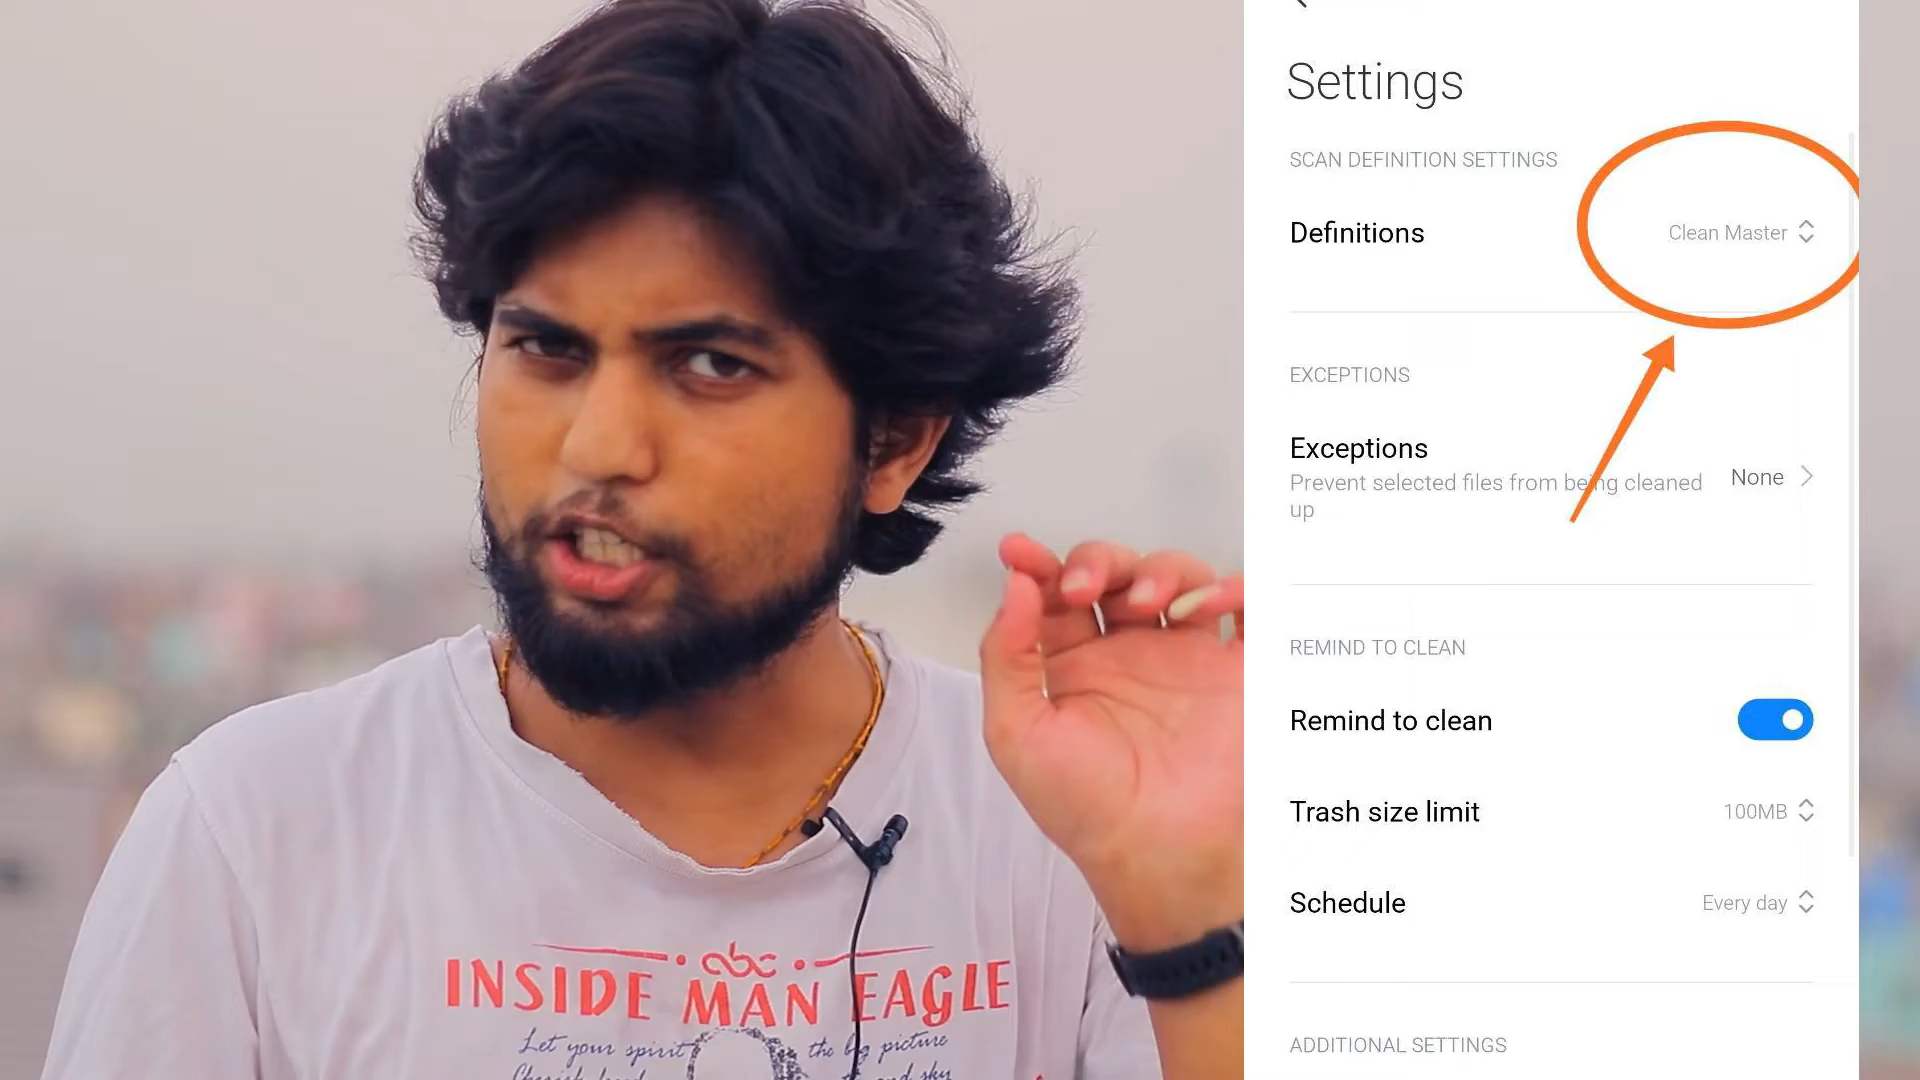 Settings
SCAN DEFINITION SETTINGS
Definitions
Clean Master
EXCEPTIONS
Exceptions
Prevent selected files from being cleaned
up
None
REMIND TO CLEAN
Remind to clean
Trash size limit
100MB
Schedule
Every day
ADDITIONAL SETTINGS
INSIDE MAN EAGLE
Let your spirit the big picture
and sky